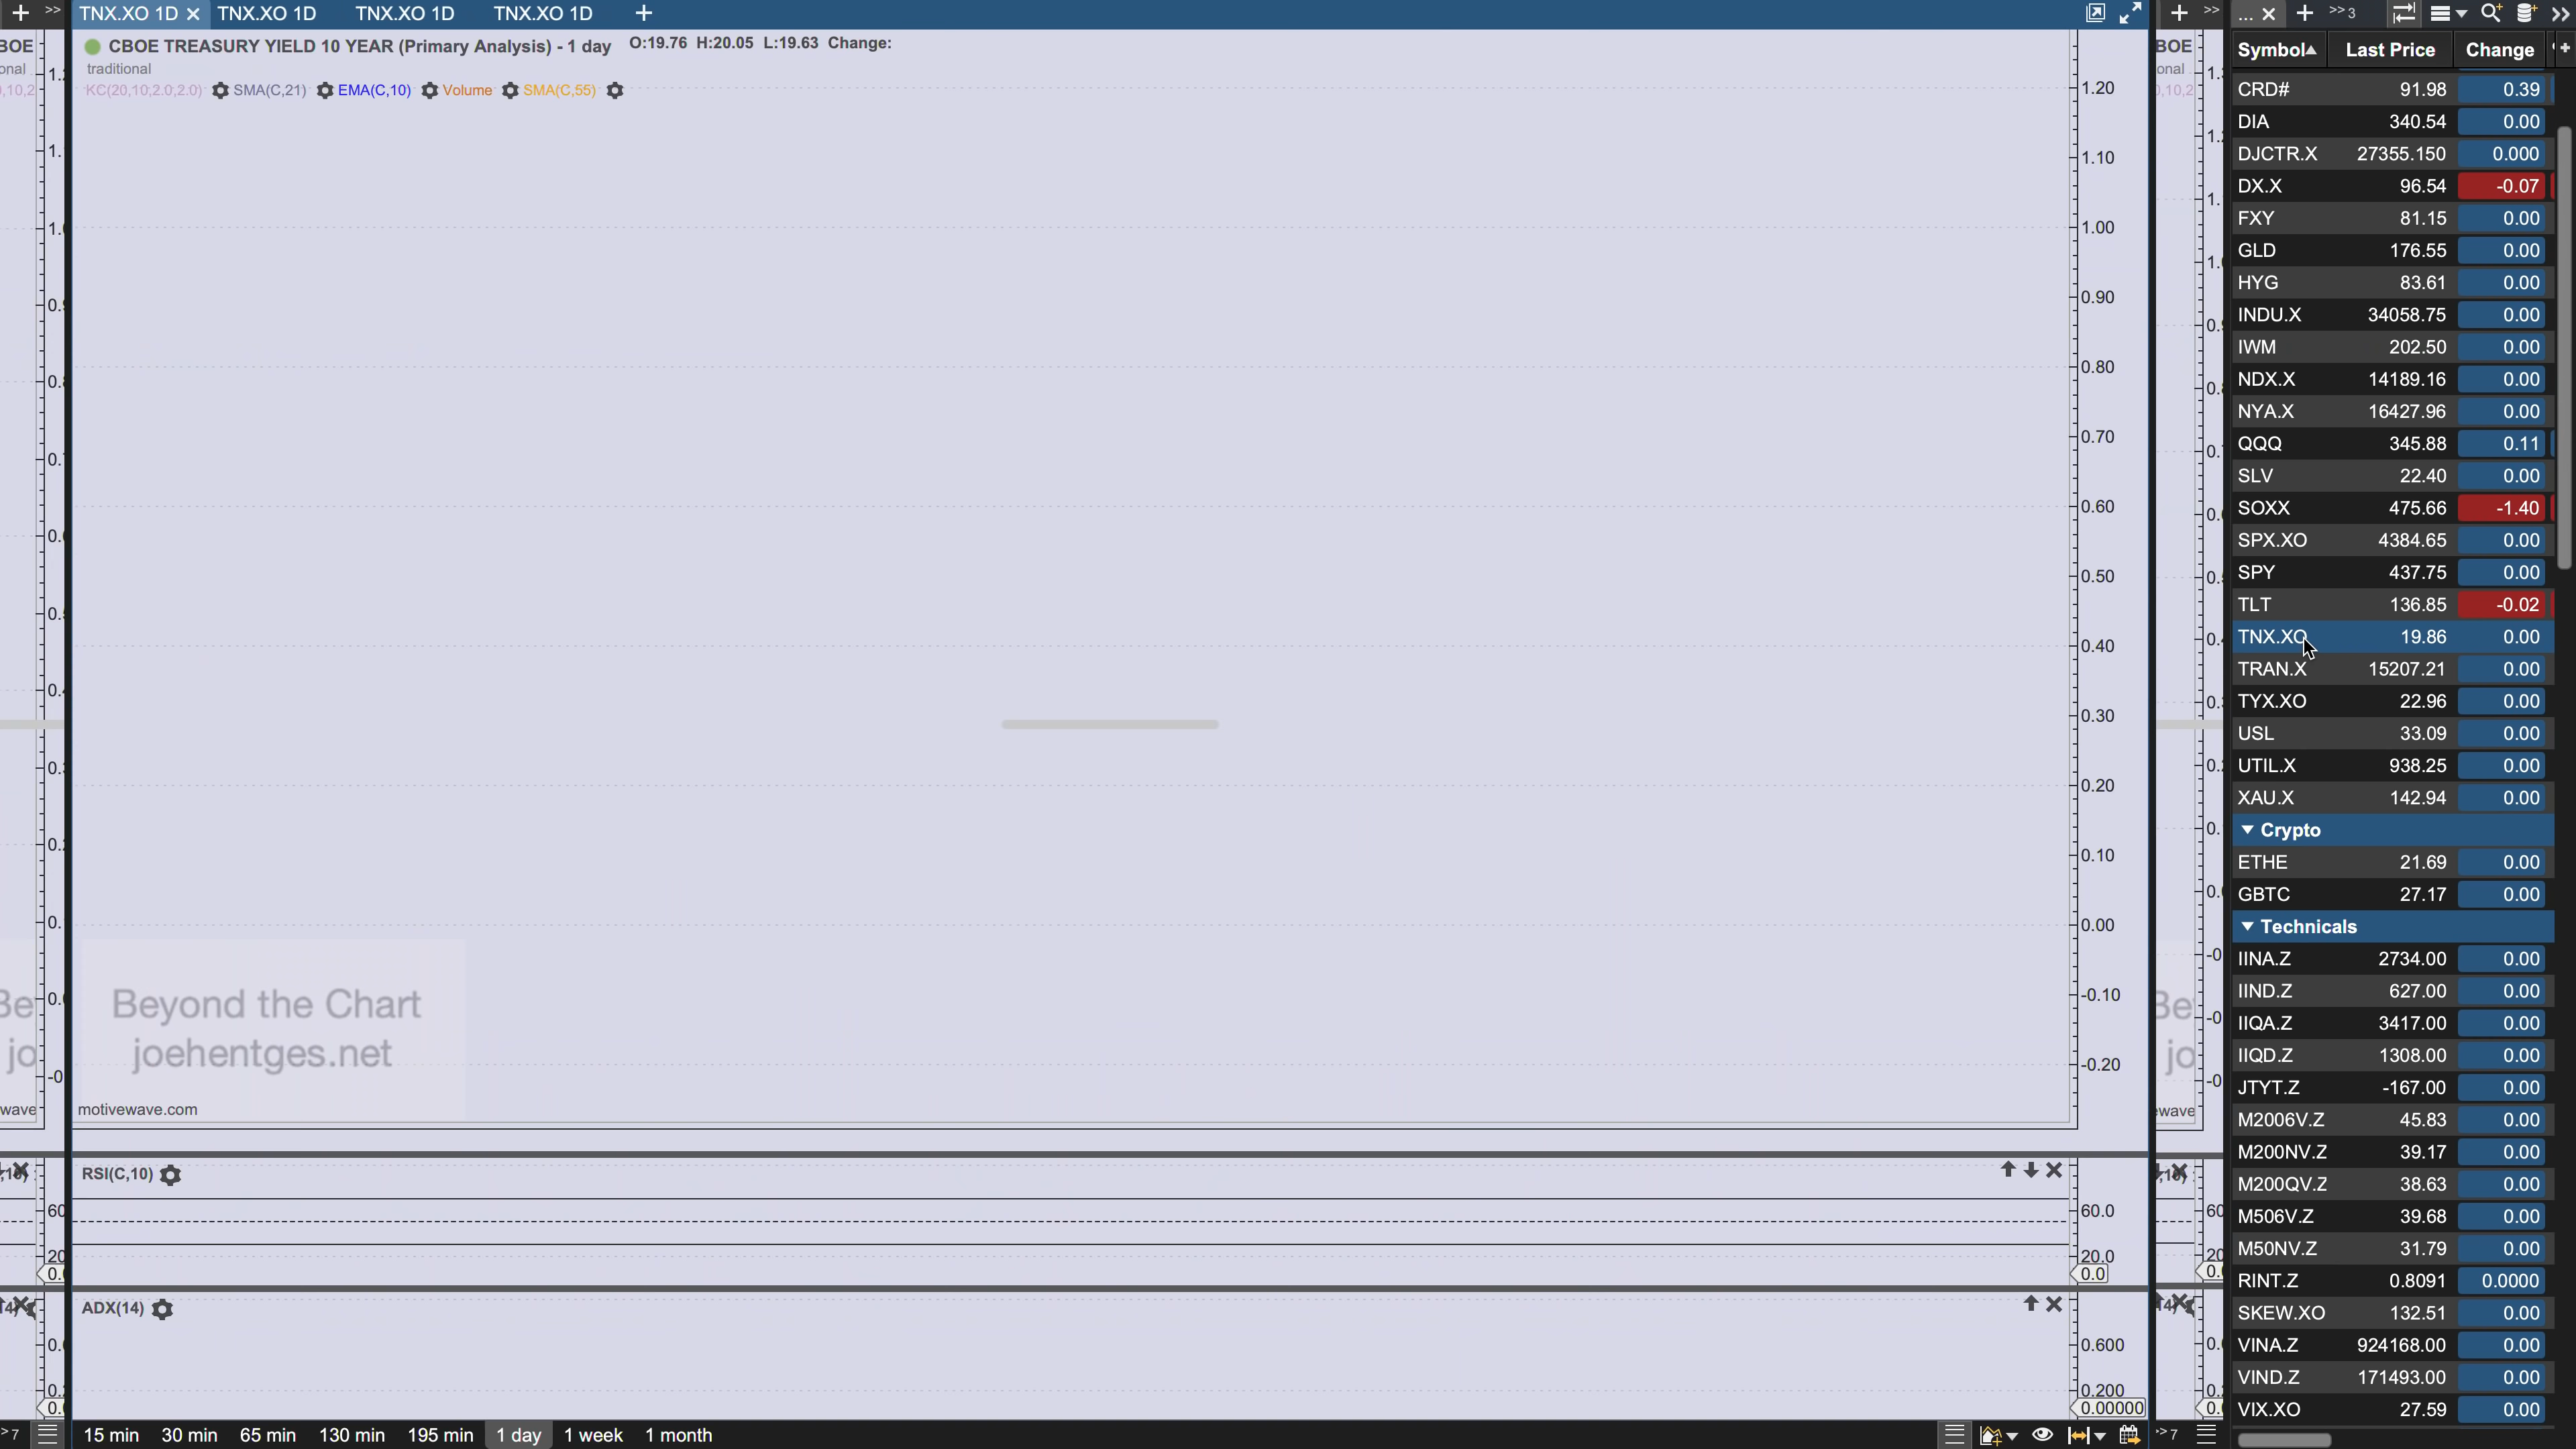 TNX.XO 1D TNX.XO 1D TNX.XO 1D TNX.XO 1D
CBOE TREASURY YIELD 10 YEAR (Primary Analysis) - 1 day O:19.76 H:20.05 L:19.63 Change:
traditional
KC(20,10,2.0,2.0) SMA(C,21) EMA(C,10) Volume SMA(C,55)
1.20
1.10
1.00
0.90
0.80
0.70
0.60
0.50
0.40
0.30
0.20
0.10
0.00
-0.10
-0.20
Beyond the Chart
joehentges.net
motivewave.com
RSI(C,10)
60.0
20.0
0.0
ADX(14)
0.600
0.200
0.00000
15 min 30 min 65 min 130 min 195 min 1 day 1 week 1 month
Symbol Last Price Change
CRD# 91.98 0.39
DIA 340.54 0.00
DJCTR.X 27355.150 0.000
DX.X 96.54 -0.07
FXY 81.15 0.00
GLD 176.55 0.00
HYG 83.61 0.00
INDU.X 34058.75 0.00
IWM 202.50 0.00
NDX.X 14189.16 0.00
NYA.X 16427.96 0.00
QQQ 345.88 0.11
SLV 22.40 0.00
SOXX 475.66 -1.40
SPX.XO 4384.65 0.00
SPY 437.75 0.00
TLT 136.85 -0.02
TNX.XO 19.86 0.00
TRAN.X 15207.21 0.00
TYX.XO 22.96 0.00
USL 33.09 0.00
UTIL.X 938.25 0.00
XAU.X 142.94 0.00
Crypto
ETHE 21.69 0.00
GBTC 27.17 0.00
Technicals
IINA.Z 2734.00 0.00
IIND.Z 627.00 0.00
IIQA.Z 3417.00 0.00
IIQD.Z 1308.00 0.00
JTYT.Z -167.00 0.00
M2006V.Z 45.83 0.00
M200NV.Z 39.17 0.00
M200QV.Z 38.63 0.00
M506V.Z 39.68 0.00
M50NV.Z 31.79 0.00
RINT.Z 0.8091 0.0000
SKEW.XO 132.51 0.00
VINA.Z 924168.00 0.00
VIND.Z 171493.00 0.00
VIX.XO 27.59 0.00